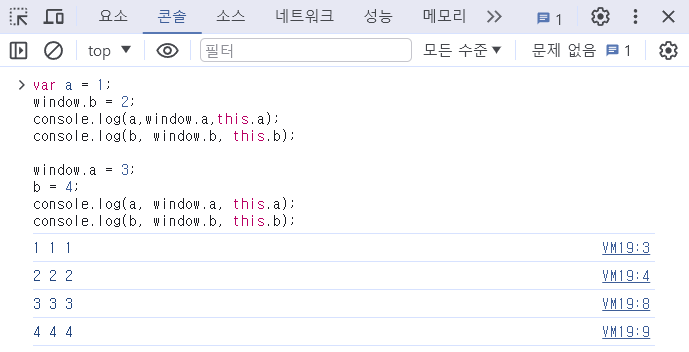 요소 콘솔 소스 네트워크 성능 메모리 1
top 필터 모든 수준 문제 없음 1
var a = 1;
window.b = 2;
console.log(a,window.a,this.a);
console.log(b, window.b, this.b);
window.a = 3;
b = 4;
console.log(a, window.a, this.a);
console.log(b, window.b, this.b);
1 1 1 VM19:3
2 2 2 VM19:4
3 3 3 VM19:8
4 4 4 VM19:9